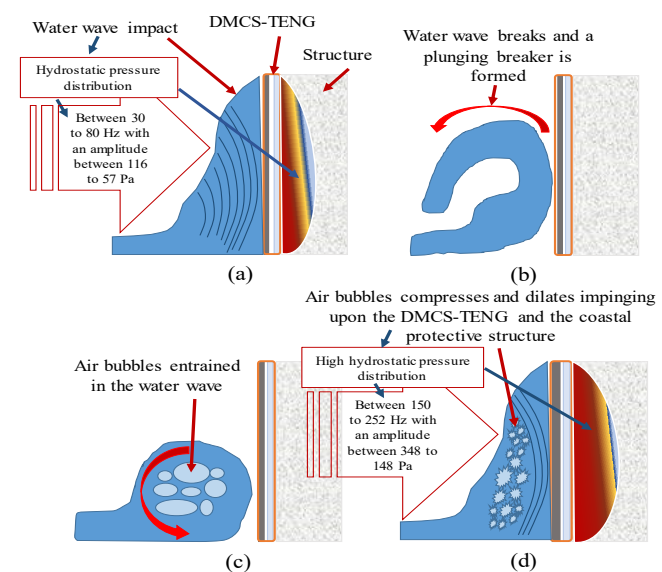 Water wave impact
DMCS-TENG
Structure
Hydrostatic pressure
distribution
Between 30
to 80 Hz with
an amplitude
between 116
to 57 Pa
(a)
Water wave breaks and a
plunging breaker is
formed
(b)
Air bubbles entrained
in the water wave
(c)
Air bubbles compresses and dilates impinging
upon the DMCS-TENG and the coastal
protective structure
High hydrostatic pressure
distribution
Between 150
to 252 Hz with
an amplitude
between 348 to
148 Pa
(d)